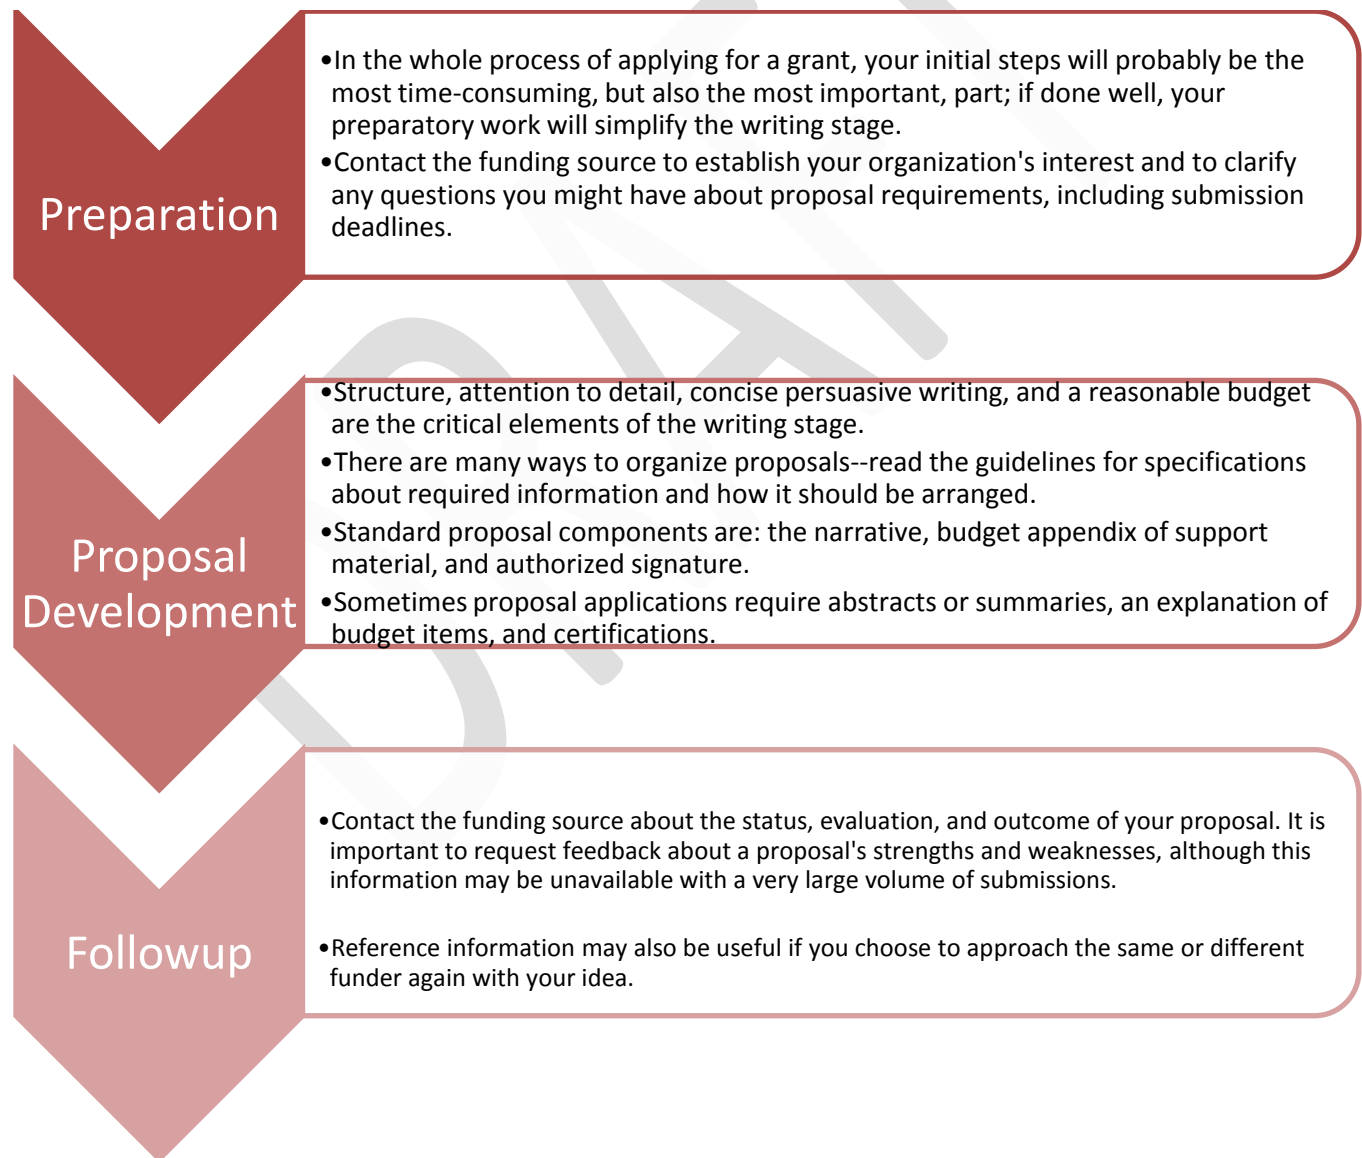 Preparation
•In the whole process of applying for a grant, your initial steps will probably be the
most time-consuming, but also the most important, part; if done well, your
preparatory work will simplify the writing stage.
•Contact the funding source to establish your organization's interest and to clarify
any questions you might have about proposal requirements, including submission
deadlines.
Proposal
Development
•Structure, attention to detail, concise persuasive writing, and a reasonable budget
are the critical elements of the writing stage.
•There are many ways to organize proposals--read the guidelines for specifications
about required information and how it should be arranged.
•Standard proposal components are: the narrative, budget appendix of support
material, and authorized signature.
•Sometimes proposal applications require abstracts or summaries, an explanation of
budget items, and certifications.
Followup
•Contact the funding source about the status, evaluation, and outcome of your proposal. It is
important to request feedback about a proposal's strengths and weaknesses, although this
information may be unavailable with a very large volume of submissions.
•Reference information may also be useful if you choose to approach the same or different
funder again with your idea.
DRAFT